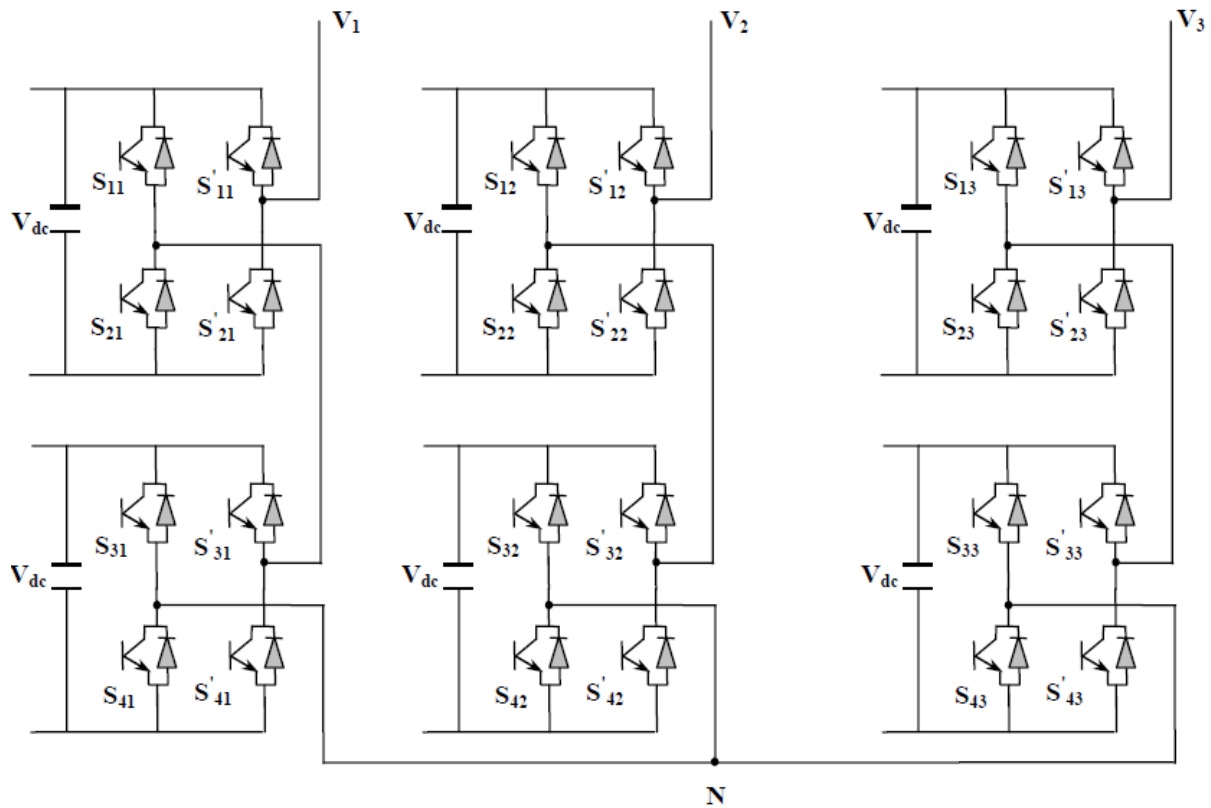 V1 V2 V3
S11 S'11 S12 S'12 S13 S'13
Vdc Vdc Vdc
S21 S'21 S22 S'22 S23 S'23
S31 S'31 S32 S'32 S33 S'33
Vdc Vdc Vdc
S41 S'41 S42 S'42 S43 S'43
N